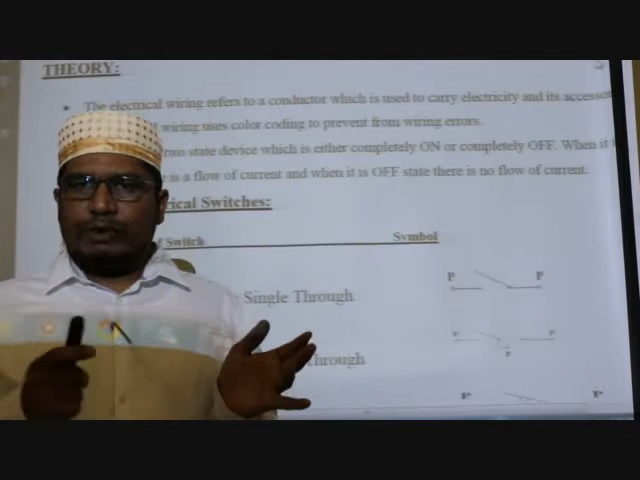 THEORY:
The electrical wiring refers to a conductor which is used to carry electricity and its
wiring uses color coding to prevent from wiring errors.
two state device which is either completely ON or completely OFF. When it
is a flow of current and when it is OFF state there is no flow of current.
rical Switches:
f Switch Symbol
P P
Single Through
P P
P
Through
P P